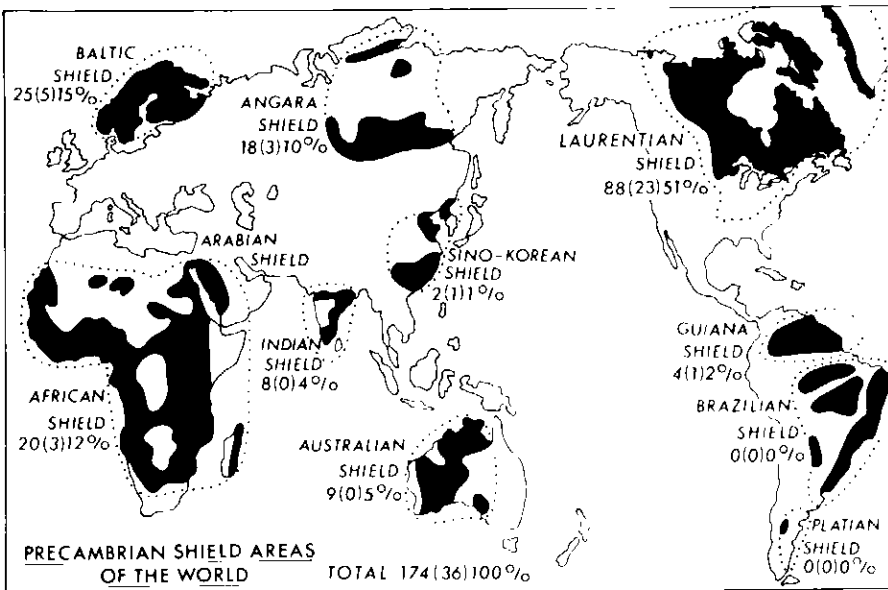 BALTIC
SHIELD
25(5)15%
ANGARA
SHIELD
18(3)10%
LAURENTIAN
SHIELD
88(23)51%
ARABIAN
SHIELD
SINO-KOREAN
SHIELD
2(1)1%
INDIAN
SHIELD
8(0)4%
GUIANA
SHIELD
4(1)2%
AFRICAN
SHIELD
20(3)12%
BRAZILIAN
SHIELD
0(0)0%
AUSTRALIAN
SHIELD
9(0)5%
PLATIAN
SHIELD
0(0)0%
PRECAMBRIAN SHIELD AREAS
OF THE WORLD
TOTAL 174(36)100%